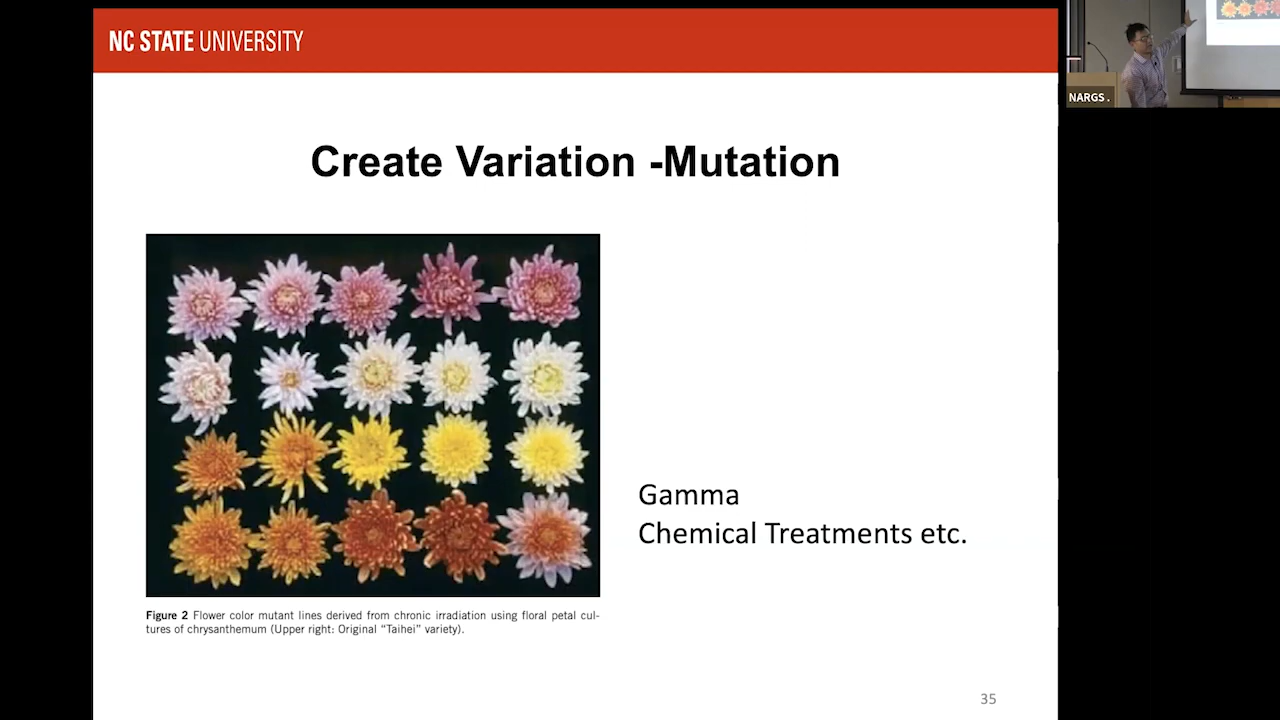 NC STATE UNIVERSITY
NARGS .
Create Variation -Mutation
Gamma
Chemical Treatments etc.
Figure 2 Flower color mutant lines derived from chronic irradiation using floral petal cul-
tures of chrysanthemum (Upper right: Original “Taihei” variety).
35